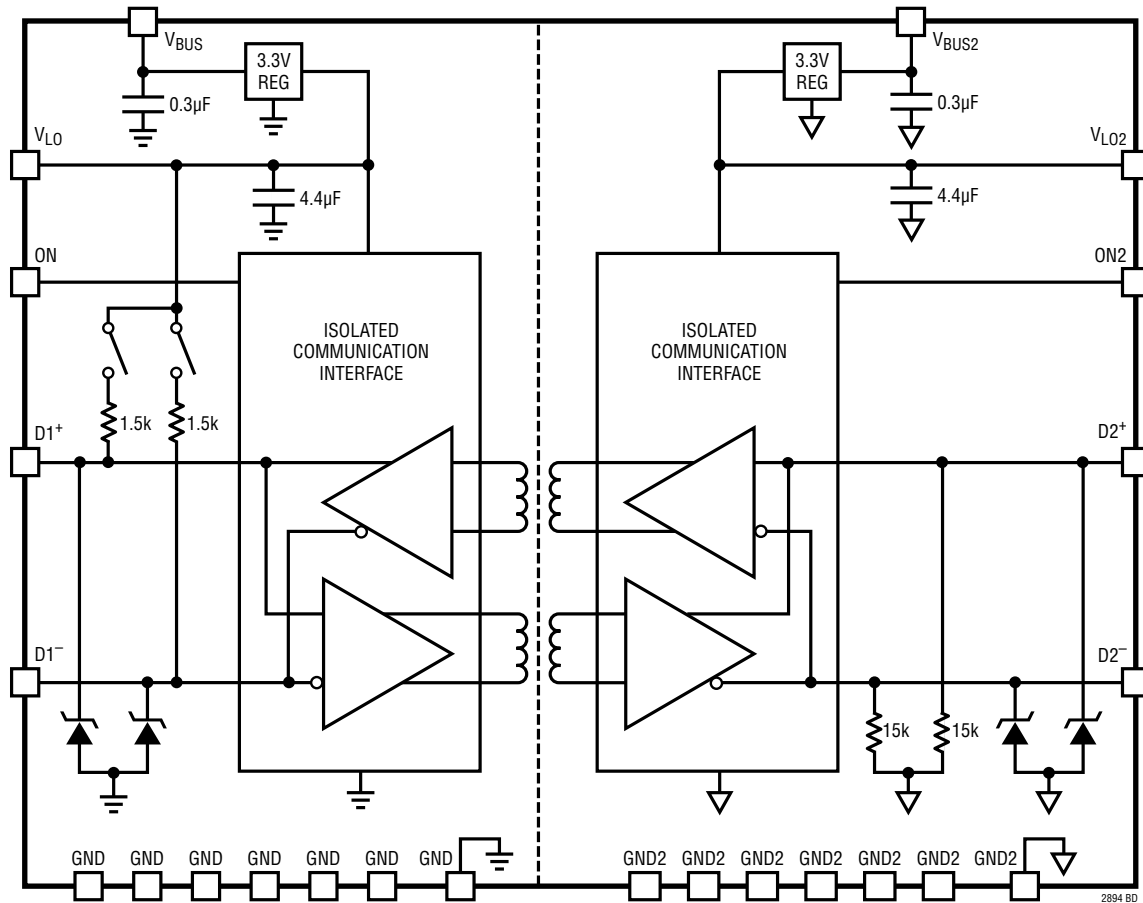 VBUS
3.3V
REG
0.3µF
3.3V
REG
VBUS2
0.3µF
VLO
4.4µF
VLO2
4.4µF
ON
ON2
ISOLATED
COMMUNICATION
INTERFACE
ISOLATED
COMMUNICATION
INTERFACE
1.5k
1.5k
D1+
D2+
D1−
D2−
15k
15k
GND GND GND GND GND GND GND
GND2 GND2 GND2 GND2 GND2 GND2 GND2
2894 BD